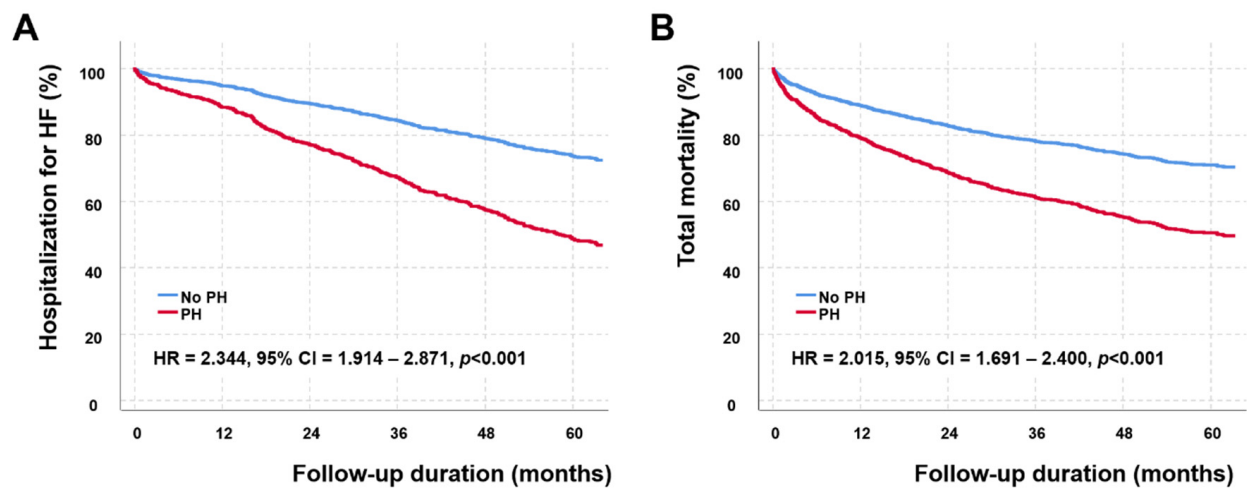 A
Hospitalization for HF (%)
100
80
60
40
20
0
No PH
PH
HR = 2.344, 95% CI = 1.914 – 2.871, p<0.001
0 12 24 36 48 60
Follow-up duration (months)
B
Total mortality (%)
100
80
60
40
20
0
No PH
PH
HR = 2.015, 95% CI = 1.691 – 2.400, p<0.001
0 12 24 36 48 60
Follow-up duration (months)